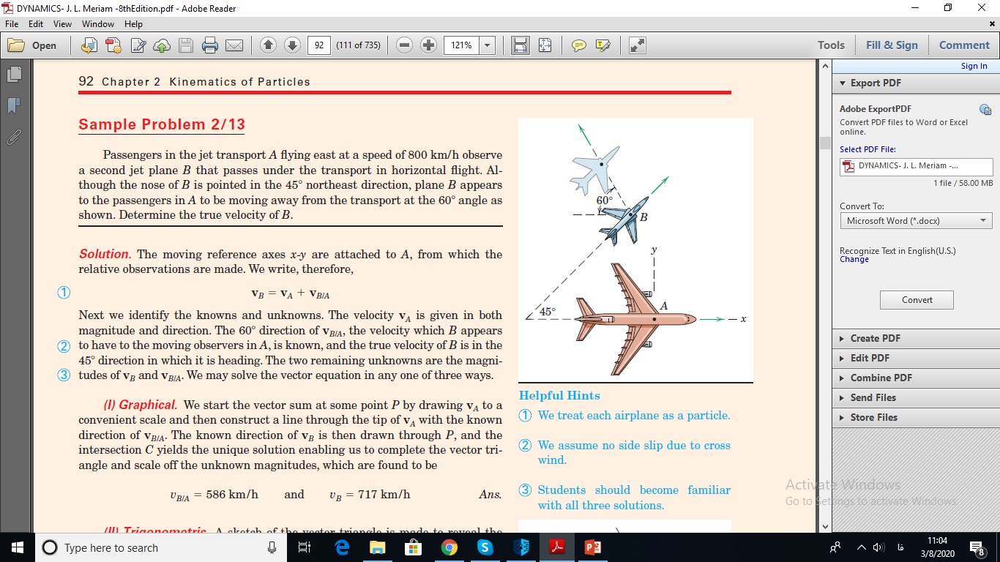 DYNAMICS- J. L. Meriam -8thEdition.pdf - Adobe Reader
File Edit View Window Help
Open 92 (111 of 735) 121% Tools Fill & Sign Comment
Sign In
92 Chapter 2 Kinematics of Particles
Sample Problem 2/13
Passengers in the jet transport A flying east at a speed of 800 km/h observe
a second jet plane B that passes under the transport in horizontal flight. Al-
though the nose of B is pointed in the 45° northeast direction, plane B appears
to the passengers in A to be moving away from the transport at the 60° angle as
shown. Determine the true velocity of B.
Solution. The moving reference axes x-y are attached to A, from which the
relative observations are made. We write, therefore,
① vB = vA + vB/A
Next we identify the knowns and unknowns. The velocity vA is given in both
magnitude and direction. The 60° direction of vB/A, the velocity which B appears
② to have to the moving observers in A, is known, and the true velocity of B is in the
45° direction in which it is heading. The two remaining unknowns are the magni-
③ tudes of vB and vB/A. We may solve the vector equation in any one of three ways.
(I) Graphical. We start the vector sum at some point P by drawing vA to a
convenient scale and then construct a line through the tip of vA with the known
direction of vB/A. The known direction of vB is then drawn through P, and the
intersection C yields the unique solution enabling us to complete the vector tri-
angle and scale off the unknown magnitudes, which are found to be
vB/A = 586 km/h and vB = 717 km/h Ans.
(II) Trigonometric. A sketch of the vector triangle is made to reveal the
60°
B
y
45°
A
x
Helpful Hints
① We treat each airplane as a particle.
② We assume no side slip due to cross
wind.
③ Students should become familiar
with all three solutions.
Export PDF
Adobe ExportPDF
Convert PDF files to Word or Excel
online.
Select PDF File:
DYNAMICS- J. L. Meriam -...
1 file / 58.00 MB
Convert To:
Microsoft Word (*.docx)
Recognize Text in English(U.S.)
Change
Convert
Create PDF
Edit PDF
Combine PDF
Send Files
Store Files
Activate Windows
Go to Settings to activate Windows.
Type here to search
فا
11:04
3/8/2020
8